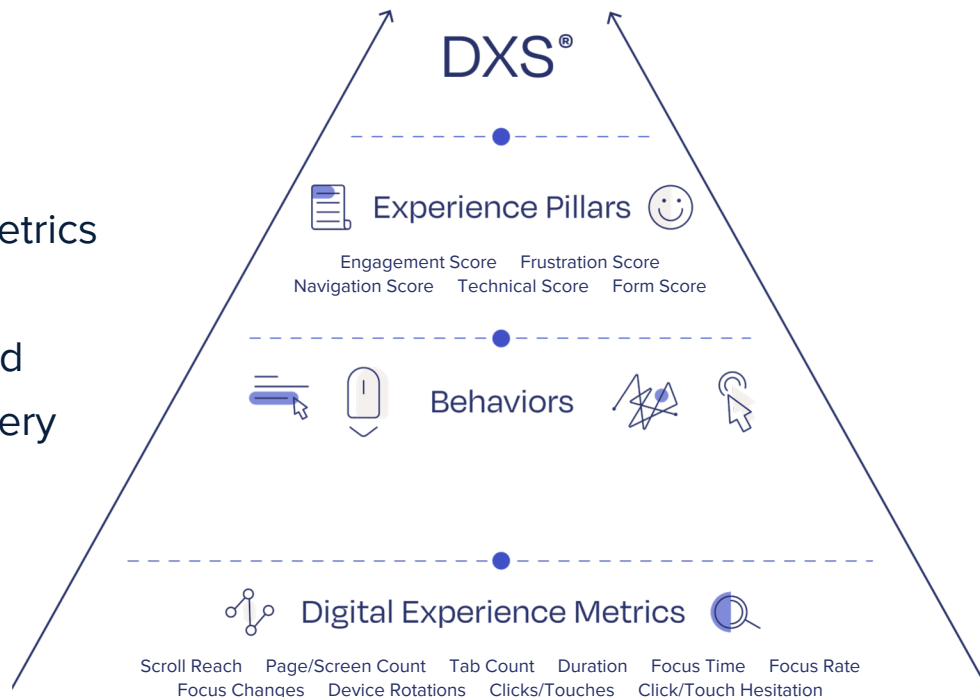 DXS®
etrics
d
ery
Experience Pillars
Engagement Score Frustration Score
Navigation Score Technical Score Form Score
Behaviors
Digital Experience Metrics
Scroll Reach Page/Screen Count Tab Count Duration Focus Time Focus Rate
Focus Changes Device Rotations Clicks/Touches Click/Touch Hesitation